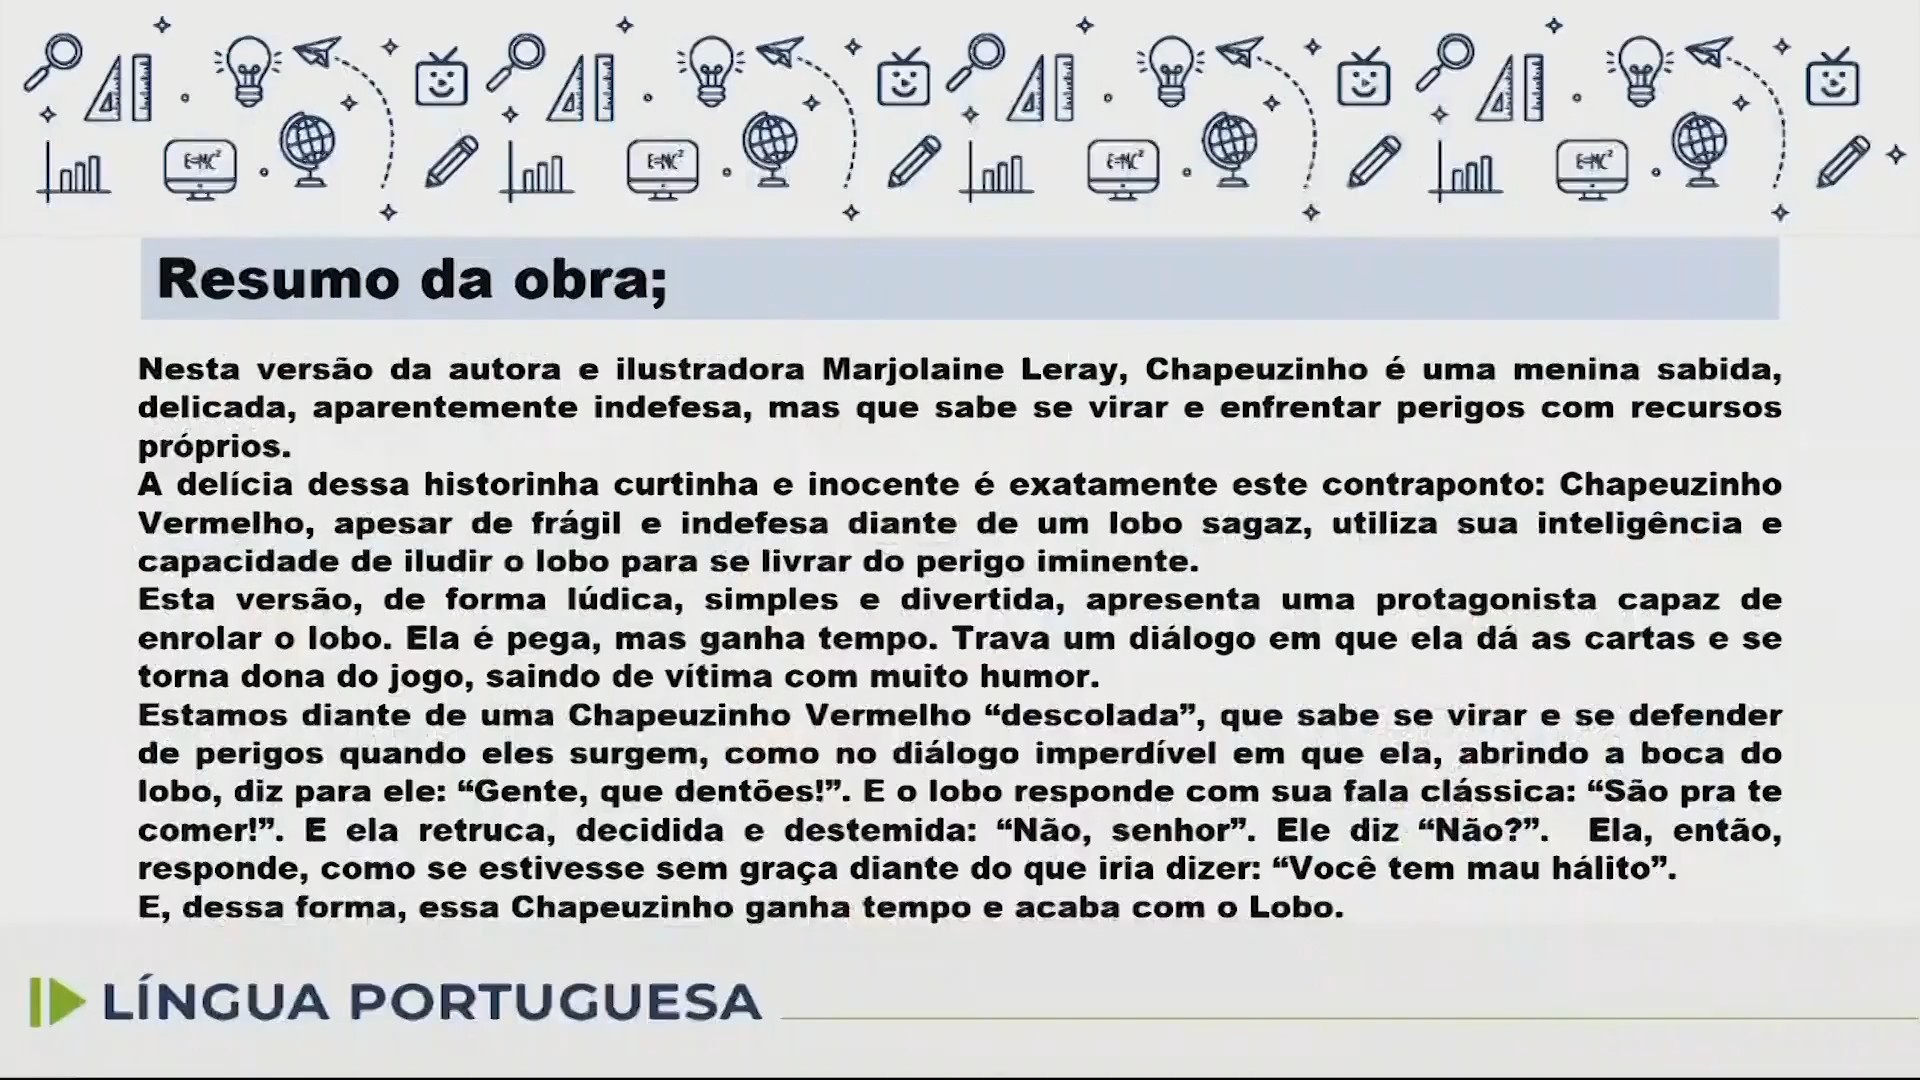 E=MC²
E=MC²
E=MC²
E=MC²
Resumo da obra;
Nesta versão da autora e ilustradora Marjolaine Leray, Chapeuzinho é uma menina sabida,
delicada, aparentemente indefesa, mas que sabe se virar e enfrentar perigos com recursos
próprios.
A delícia dessa historinha curtinha e inocente é exatamente este contraponto: Chapeuzinho
Vermelho, apesar de frágil e indefesa diante de um lobo sagaz, utiliza sua inteligência e
capacidade de iludir o lobo para se livrar do perigo iminente.
Esta versão, de forma lúdica, simples e divertida, apresenta uma protagonista capaz de
enrolar o lobo. Ela é pega, mas ganha tempo. Trava um diálogo em que ela dá as cartas e se
torna dona do jogo, saindo de vítima com muito humor.
Estamos diante de uma Chapeuzinho Vermelho “descolada”, que sabe se virar e se defender
de perigos quando eles surgem, como no diálogo imperdível em que ela, abrindo a boca do
lobo, diz para ele: “Gente, que dentões!”. E o lobo responde com sua fala clássica: “São pra te
comer!”. E ela retruca, decidida e destemida: “Não, senhor”. Ele diz “Não?”. Ela, então,
responde, como se estivesse sem graça diante do que iria dizer: “Você tem mau hálito”.
E, dessa forma, essa Chapeuzinho ganha tempo e acaba com o Lobo.
LÍNGUA PORTUGUESA